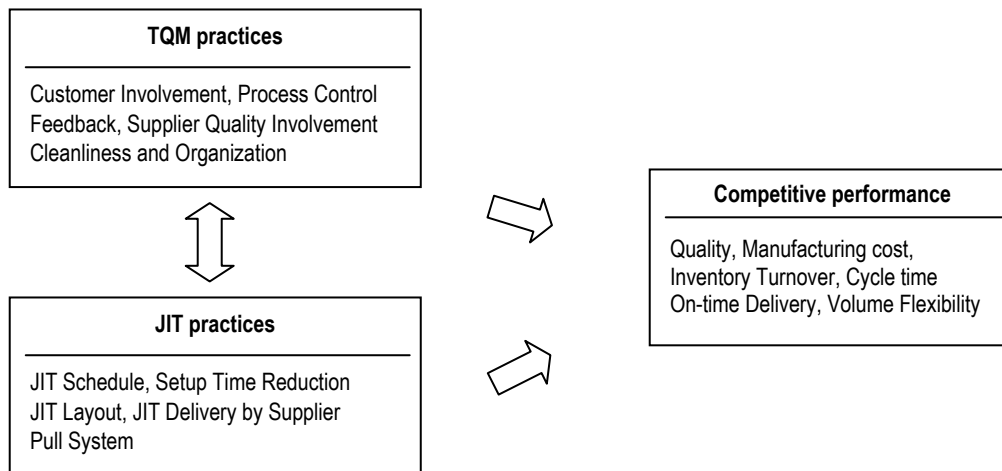 TQM practices
Customer Involvement, Process Control
Feedback, Supplier Quality Involvement
Cleanliness and Organization
Competitive performance
Quality, Manufacturing cost,
Inventory Turnover, Cycle time
On-time Delivery, Volume Flexibility
JIT practices
JIT Schedule, Setup Time Reduction
JIT Layout, JIT Delivery by Supplier
Pull System